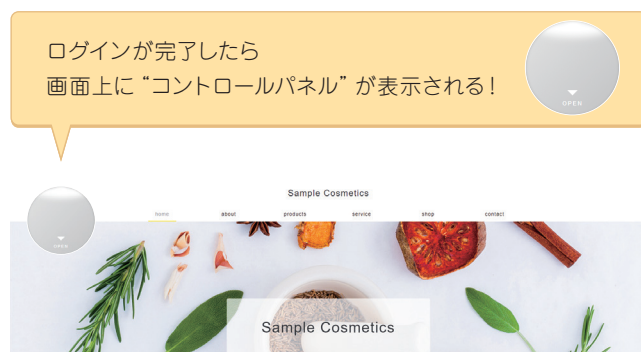 ログインが完了したら
画面上に“コントロールパネル”が表示される!
OPEN
Sample Cosmetics
home about products service shop contact
OPEN
Sample Cosmetics